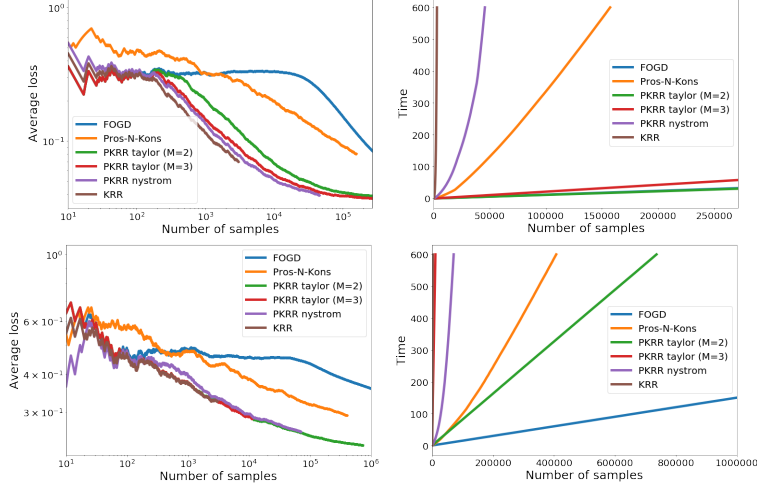 10⁰
10⁻¹
Average loss
FOGD
Pros-N-Kons
PKRR taylor (M=2)
PKRR taylor (M=3)
PKRR nystrom
KRR
10¹ 10² 10³ 10⁴ 10⁵
Number of samples
600
500
400
300
200
100
0
Time
FOGD
Pros-N-Kons
PKRR taylor (M=2)
PKRR taylor (M=3)
PKRR nystrom
KRR
0 50000 100000 150000 200000 250000
Number of samples
10⁰
6 × 10⁻¹
4 × 10⁻¹
3 × 10⁻¹
Average loss
FOGD
Pros-N-Kons
PKRR taylor (M=2)
PKRR taylor (M=3)
PKRR nystrom
KRR
10¹ 10² 10³ 10⁴ 10⁵ 10⁶
Number of samples
600
500
400
300
200
100
0
Time
FOGD
Pros-N-Kons
PKRR taylor (M=2)
PKRR taylor (M=3)
PKRR nystrom
KRR
0 200000 400000 600000 800000 1000000
Number of samples